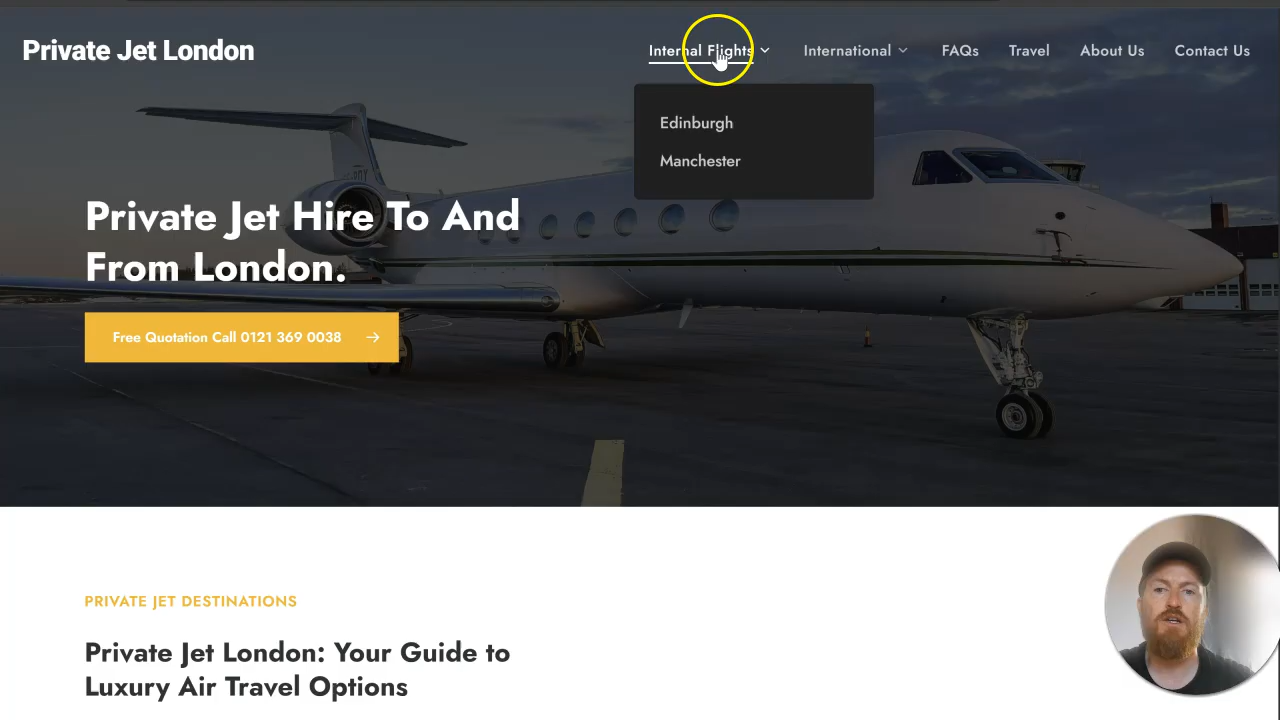 Private Jet London
Internal Flights
International
FAQs
Travel
About Us
Contact Us
Edinburgh
Manchester
Private Jet Hire To And
From London.
Free Quotation Call 0121 369 0038
PRIVATE JET DESTINATIONS
Private Jet London: Your Guide to
Luxury Air Travel Options